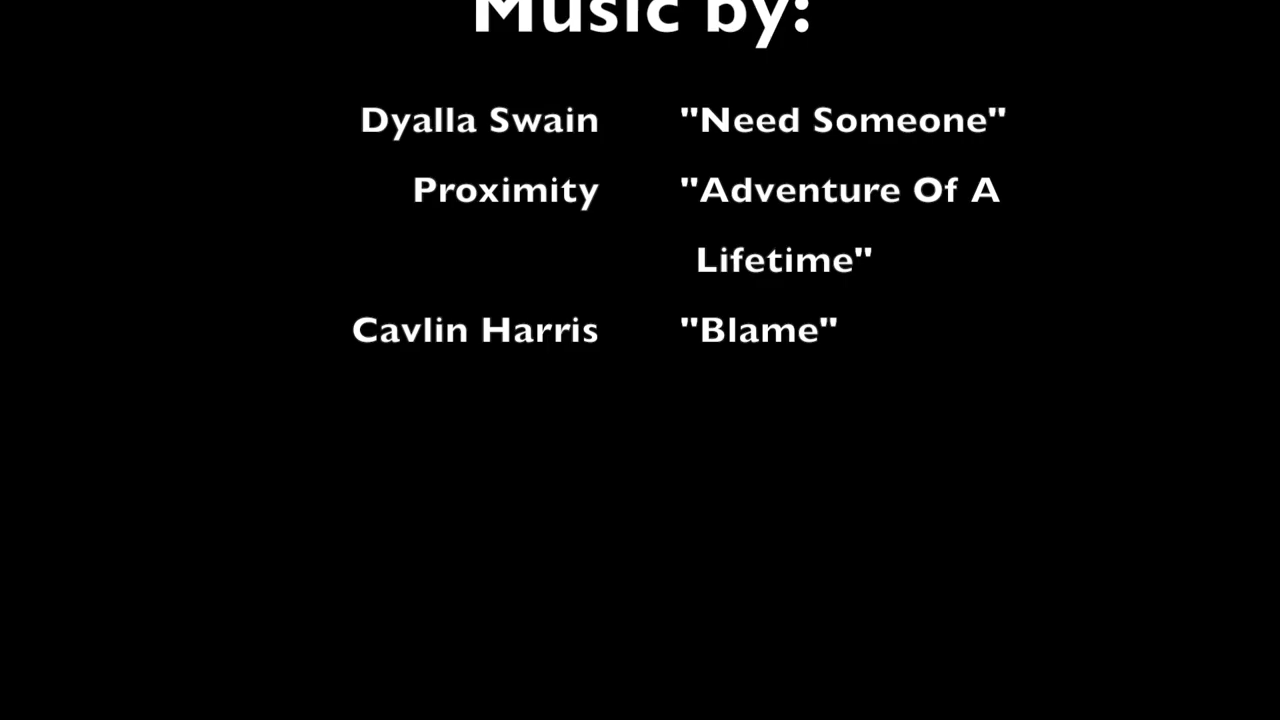 Music by:
Dyalla Swain "Need Someone"
Proximity "Adventure Of A
Lifetime"
Cavlin Harris "Blame"